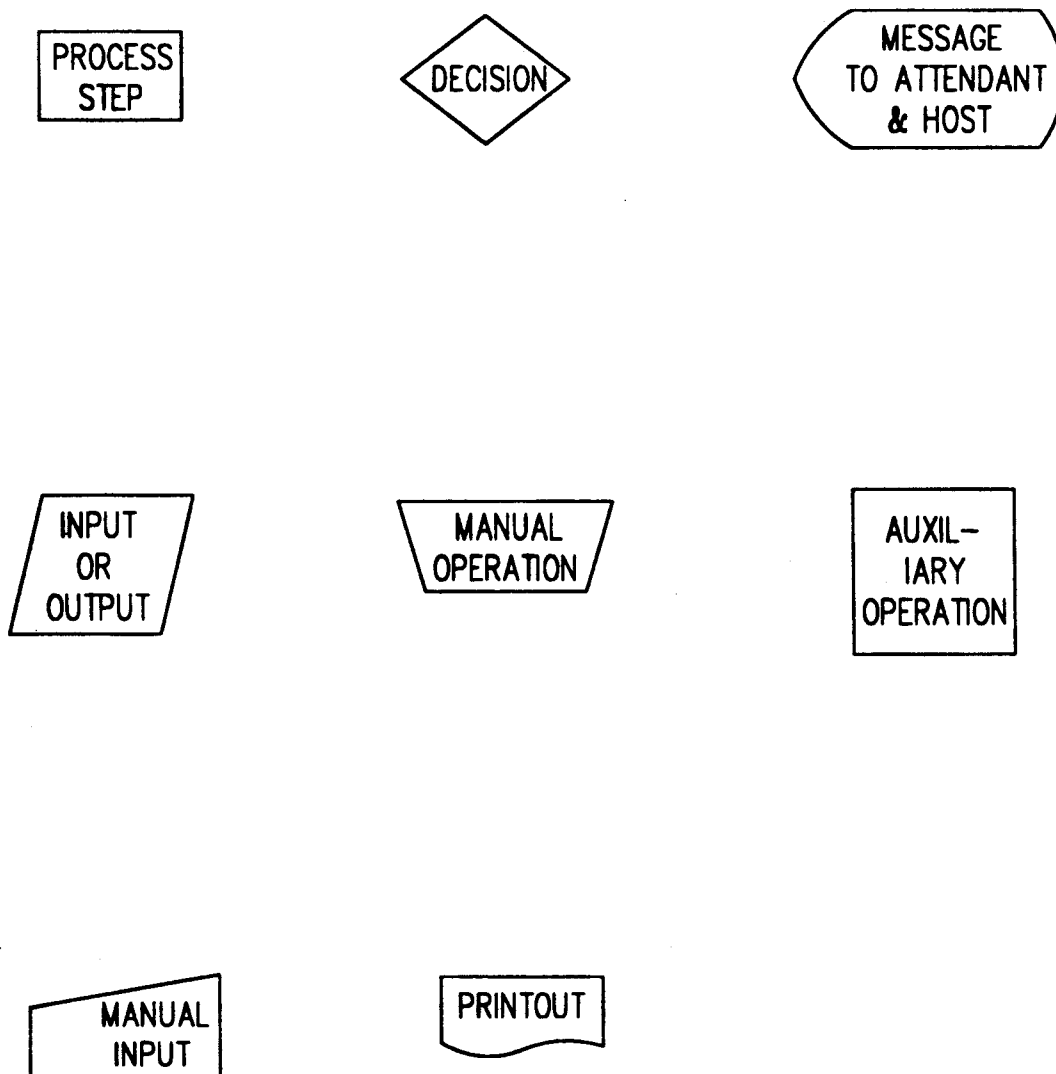 PROCESS
STEP
DECISION
MESSAGE
TO ATTENDANT
& HOST
INPUT
OR
OUTPUT
MANUAL
OPERATION
AUXIL-
IARY
OPERATION
MANUAL
INPUT
PRINTOUT